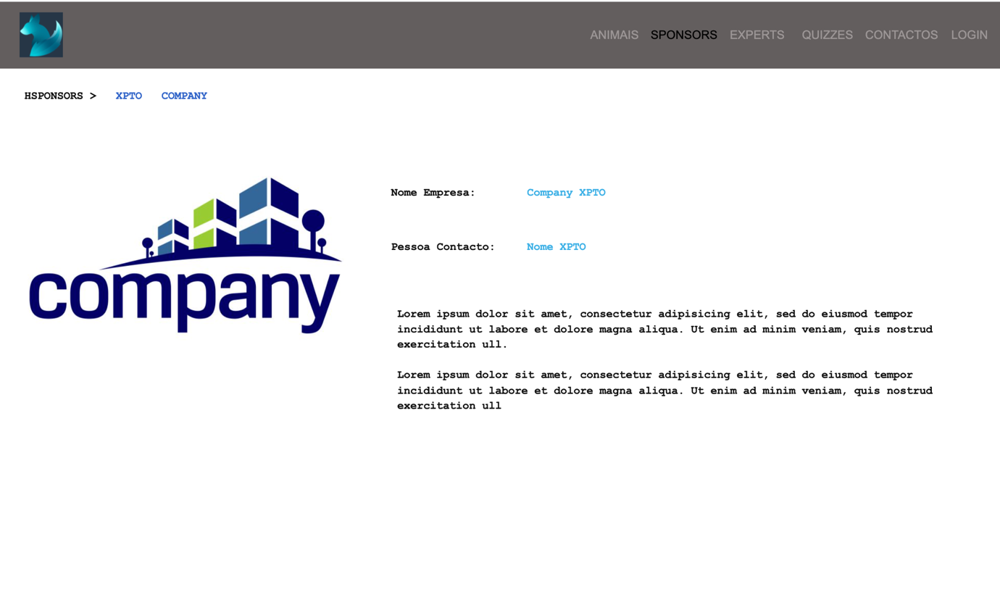 ANIMAIS SPONSORS EXPERTS QUIZZES CONTACTOS LOGIN
HSPONSORS > XPTO COMPANY
company
Nome Empresa: Company XPTO
Pessoa Contacto: Nome XPTO
Lorem ipsum dolor sit amet, consectetur adipisicing elit, sed do eiusmod tempor
incididunt ut labore et dolore magna aliqua. Ut enim ad minim veniam, quis nostrud
exercitation ull.
Lorem ipsum dolor sit amet, consectetur adipisicing elit, sed do eiusmod tempor
incididunt ut labore et dolore magna aliqua. Ut enim ad minim veniam, quis nostrud
exercitation ull